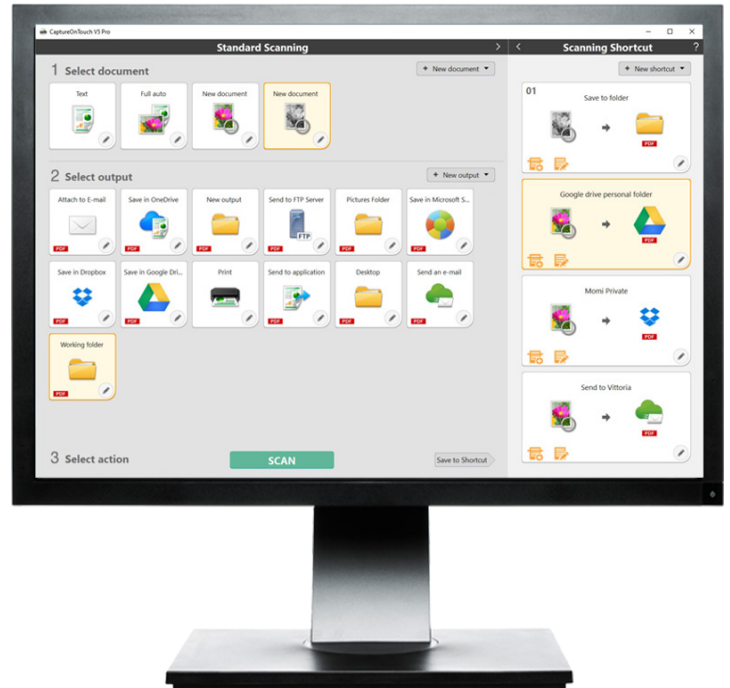 CaptureOnTouch V5 Pro
Standard Scanning
Scanning Shortcut
?
1 Select document
+ New document
Text
Full auto
New document
New document
2 Select output
+ New output
Attach to E-mail
Save in OneDrive
New output
Send to FTP Server
Pictures Folder
Save in Microsoft S...
PDF
PDF
PDF
FTP
PDF
PDF
Save in Dropbox
Save in Google Dri...
Print
Send to application
Desktop
Send an e-mail
PDF
PDF
PDF
PDF
PDF
Working folder
PDF
3 Select action
SCAN
Save to Shortcut
+ New shortcut
01
Save to folder
PDF
Google drive personal folder
PDF
Momi Private
PDF
Send to Vittoria
PDF